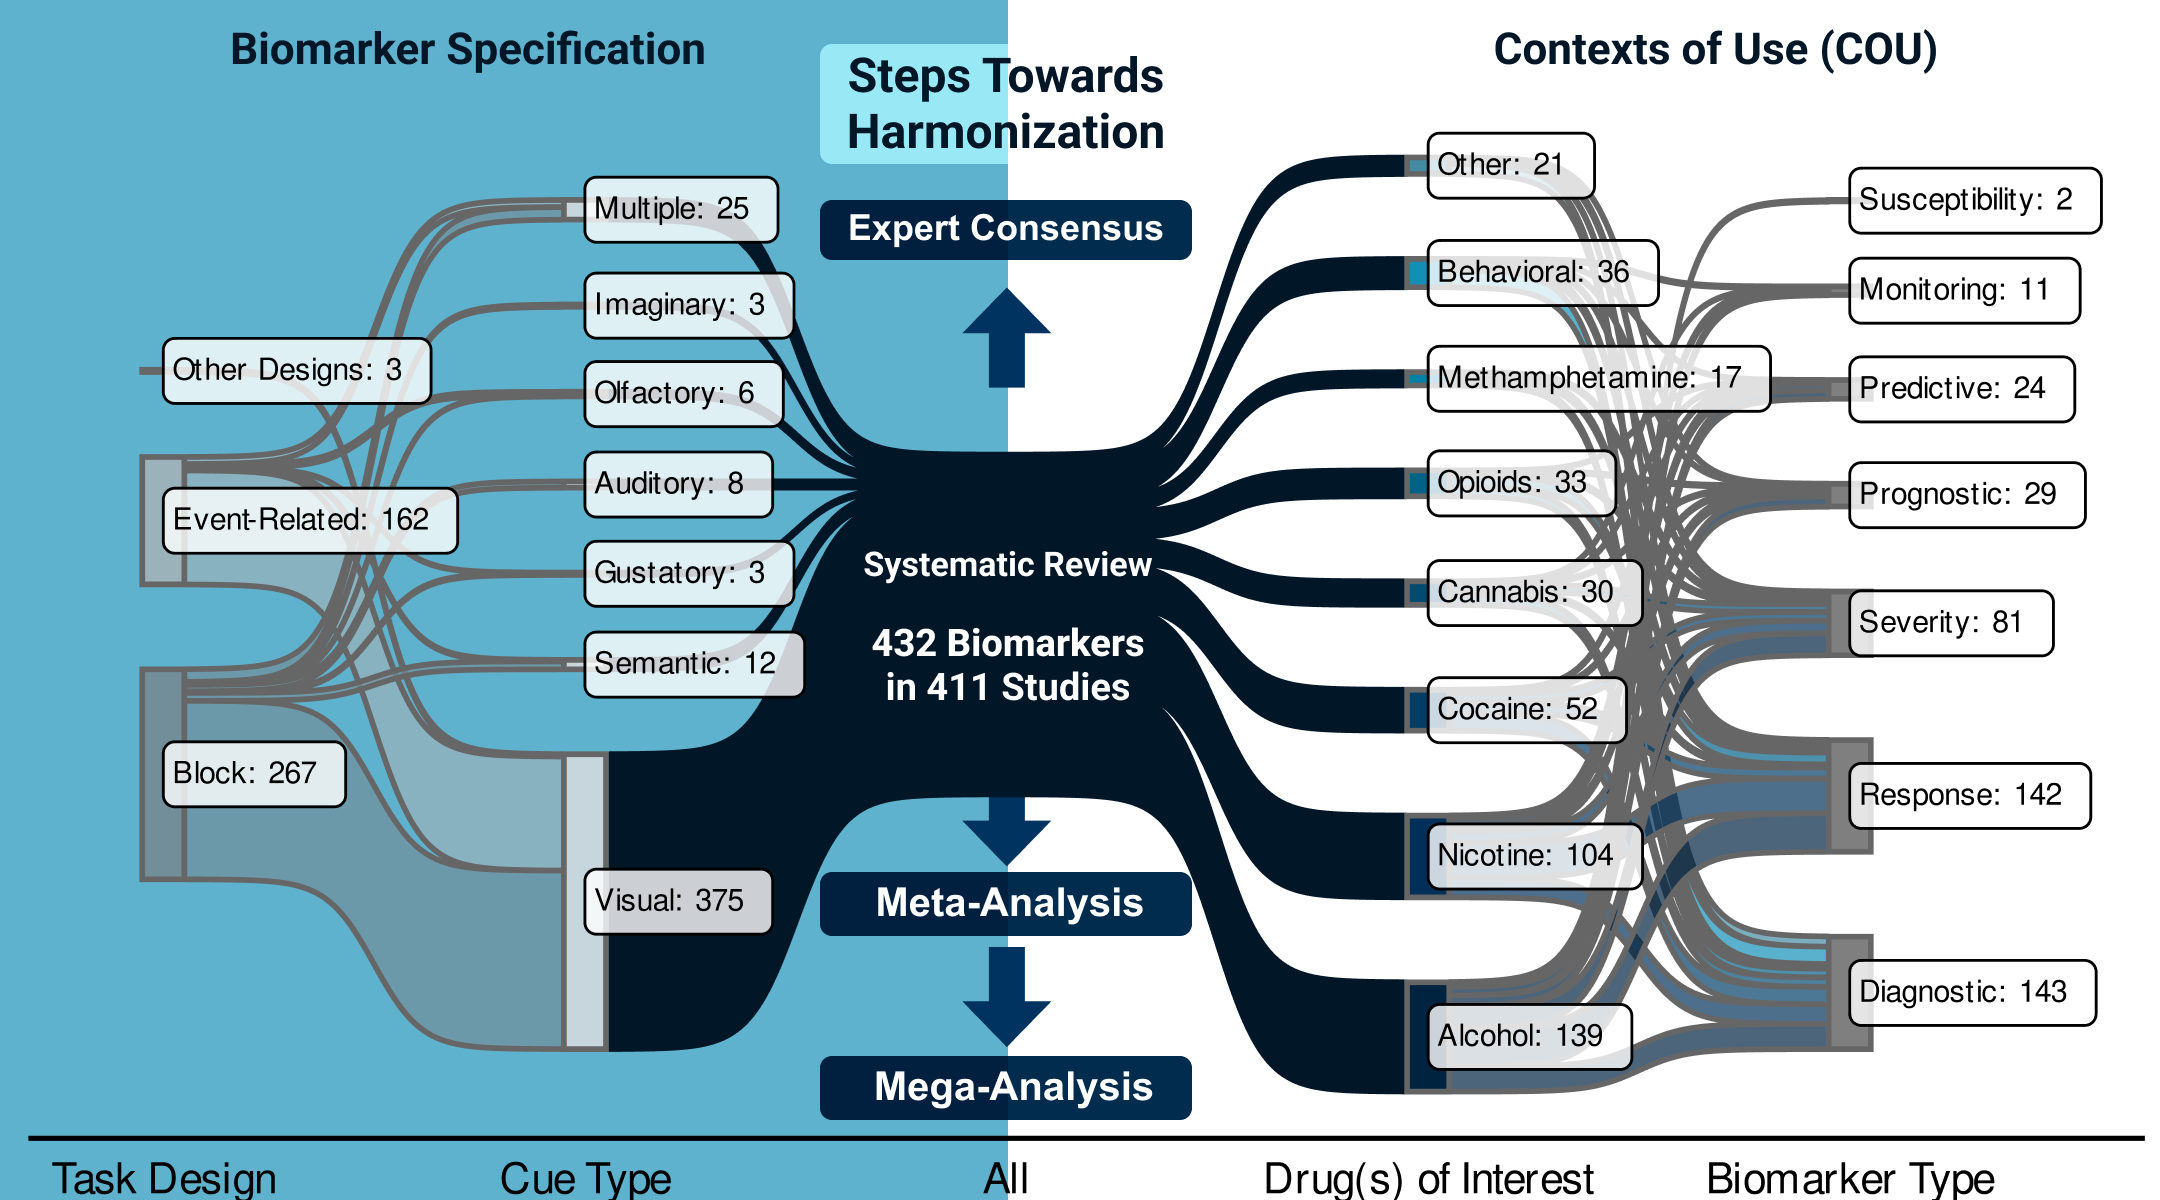 Biomarker Specification
Steps Towards
Harmonization
Contexts of Use (COU)
Expert Consensus
Other Designs: 3
Event-Related: 162
Block: 267
Multiple: 25
Imaginary: 3
Olfactory: 6
Auditory: 8
Gustatory: 3
Semantic: 12
Visual: 375
Systematic Review
432 Biomarkers
in 411 Studies
Meta-Analysis
Mega-Analysis
Other: 21
Behavioral: 36
Methamphetamine: 17
Opioids: 33
Cannabis: 30
Cocaine: 52
Nicotine: 104
Alcohol: 139
Susceptibility: 2
Monitoring: 11
Predictive: 24
Prognostic: 29
Severity: 81
Response: 142
Diagnostic: 143
Task Design
Cue Type
All
Drug(s) of Interest
Biomarker Type